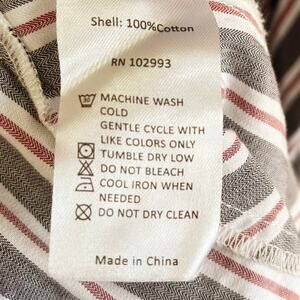 Shell: 100%Cotton
RN 102993
MACHINE WASH
COLD
GENTLE CYCLE WITH
LIKE COLORS ONLY
TUMBLE DRY LOW
DO NOT BLEACH
COOL IRON WHEN
NEEDED
DO NOT DRY CLEAN
Made in China